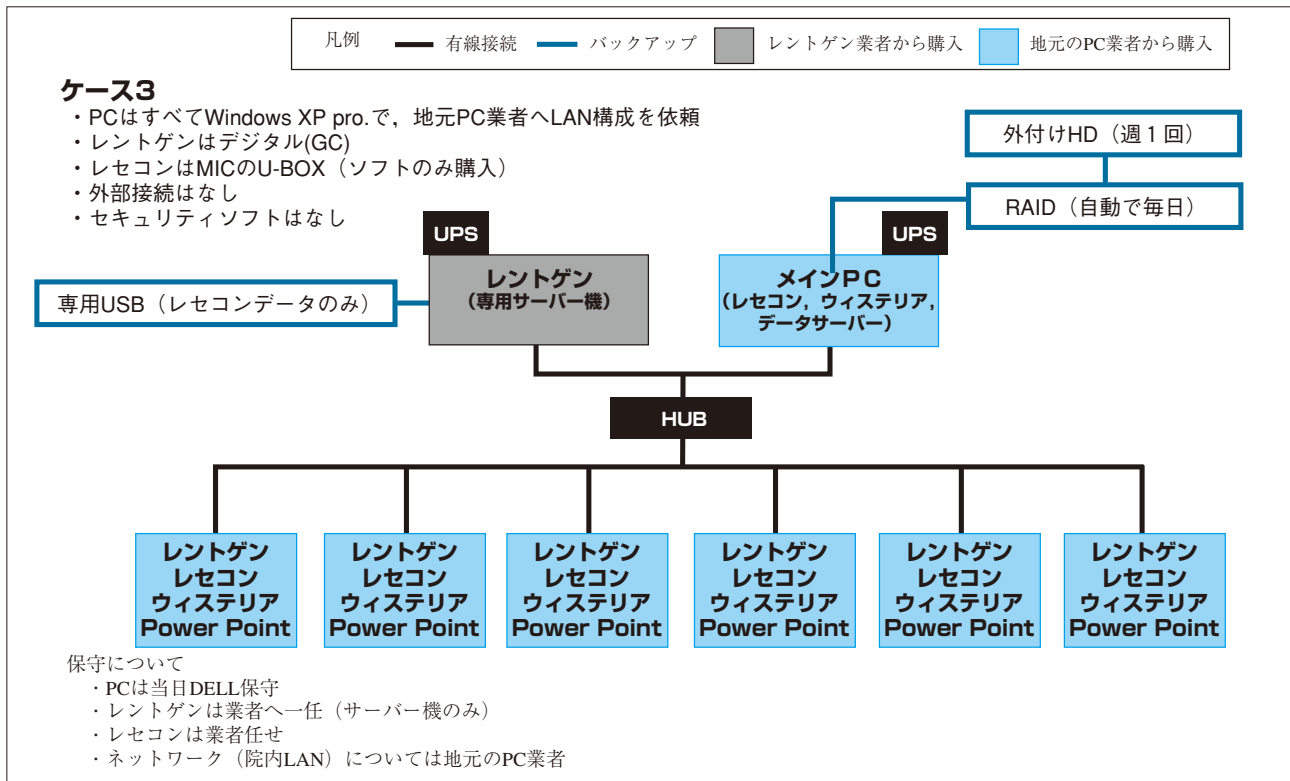 凡例 有線接続 バックアップ レントゲン業者から購入 地元のPC業者から購入
ケース3
・PCはすべてWindows XP pro.で，地元PC業者へLAN構成を依頼
・レントゲンはデジタル(GC)
・レセコンはMICのU-BOX（ソフトのみ購入）
・外部接続はなし
・セキュリティソフトはなし
外付けHD（週１回）
RAID（自動で毎日）
UPS
UPS
専用USB（レセコンデータのみ）
レントゲン
（専用サーバー機）
メインPC
（レセコン，ウィステリア，
データサーバー）
HUB
レントゲン
レセコン
ウィステリア
Power Point
レントゲン
レセコン
ウィステリア
Power Point
レントゲン
レセコン
ウィステリア
Power Point
レントゲン
レセコン
ウィステリア
Power Point
レントゲン
レセコン
ウィステリア
Power Point
レントゲン
レセコン
ウィステリア
Power Point
保守について
・PCは当日DELL保守
・レントゲンは業者へ一任（サーバー機のみ）
・レセコンは業者任せ
・ネットワーク（院内LAN）については地元のPC業者